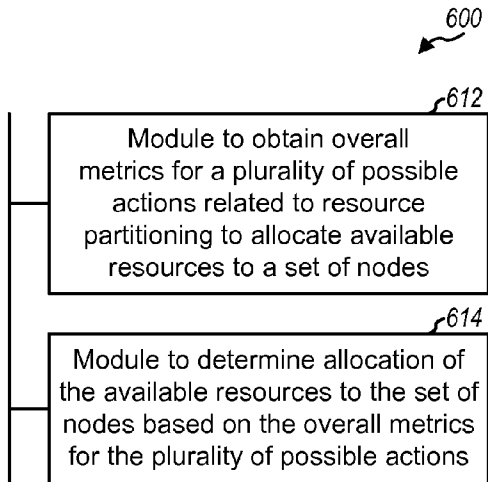 600
612
Module to obtain overall
metrics for a plurality of possible
actions related to resource
partitioning to allocate available
resources to a set of nodes
614
Module to determine allocation of
the available resources to the set of
nodes based on the overall metrics
for the plurality of possible actions